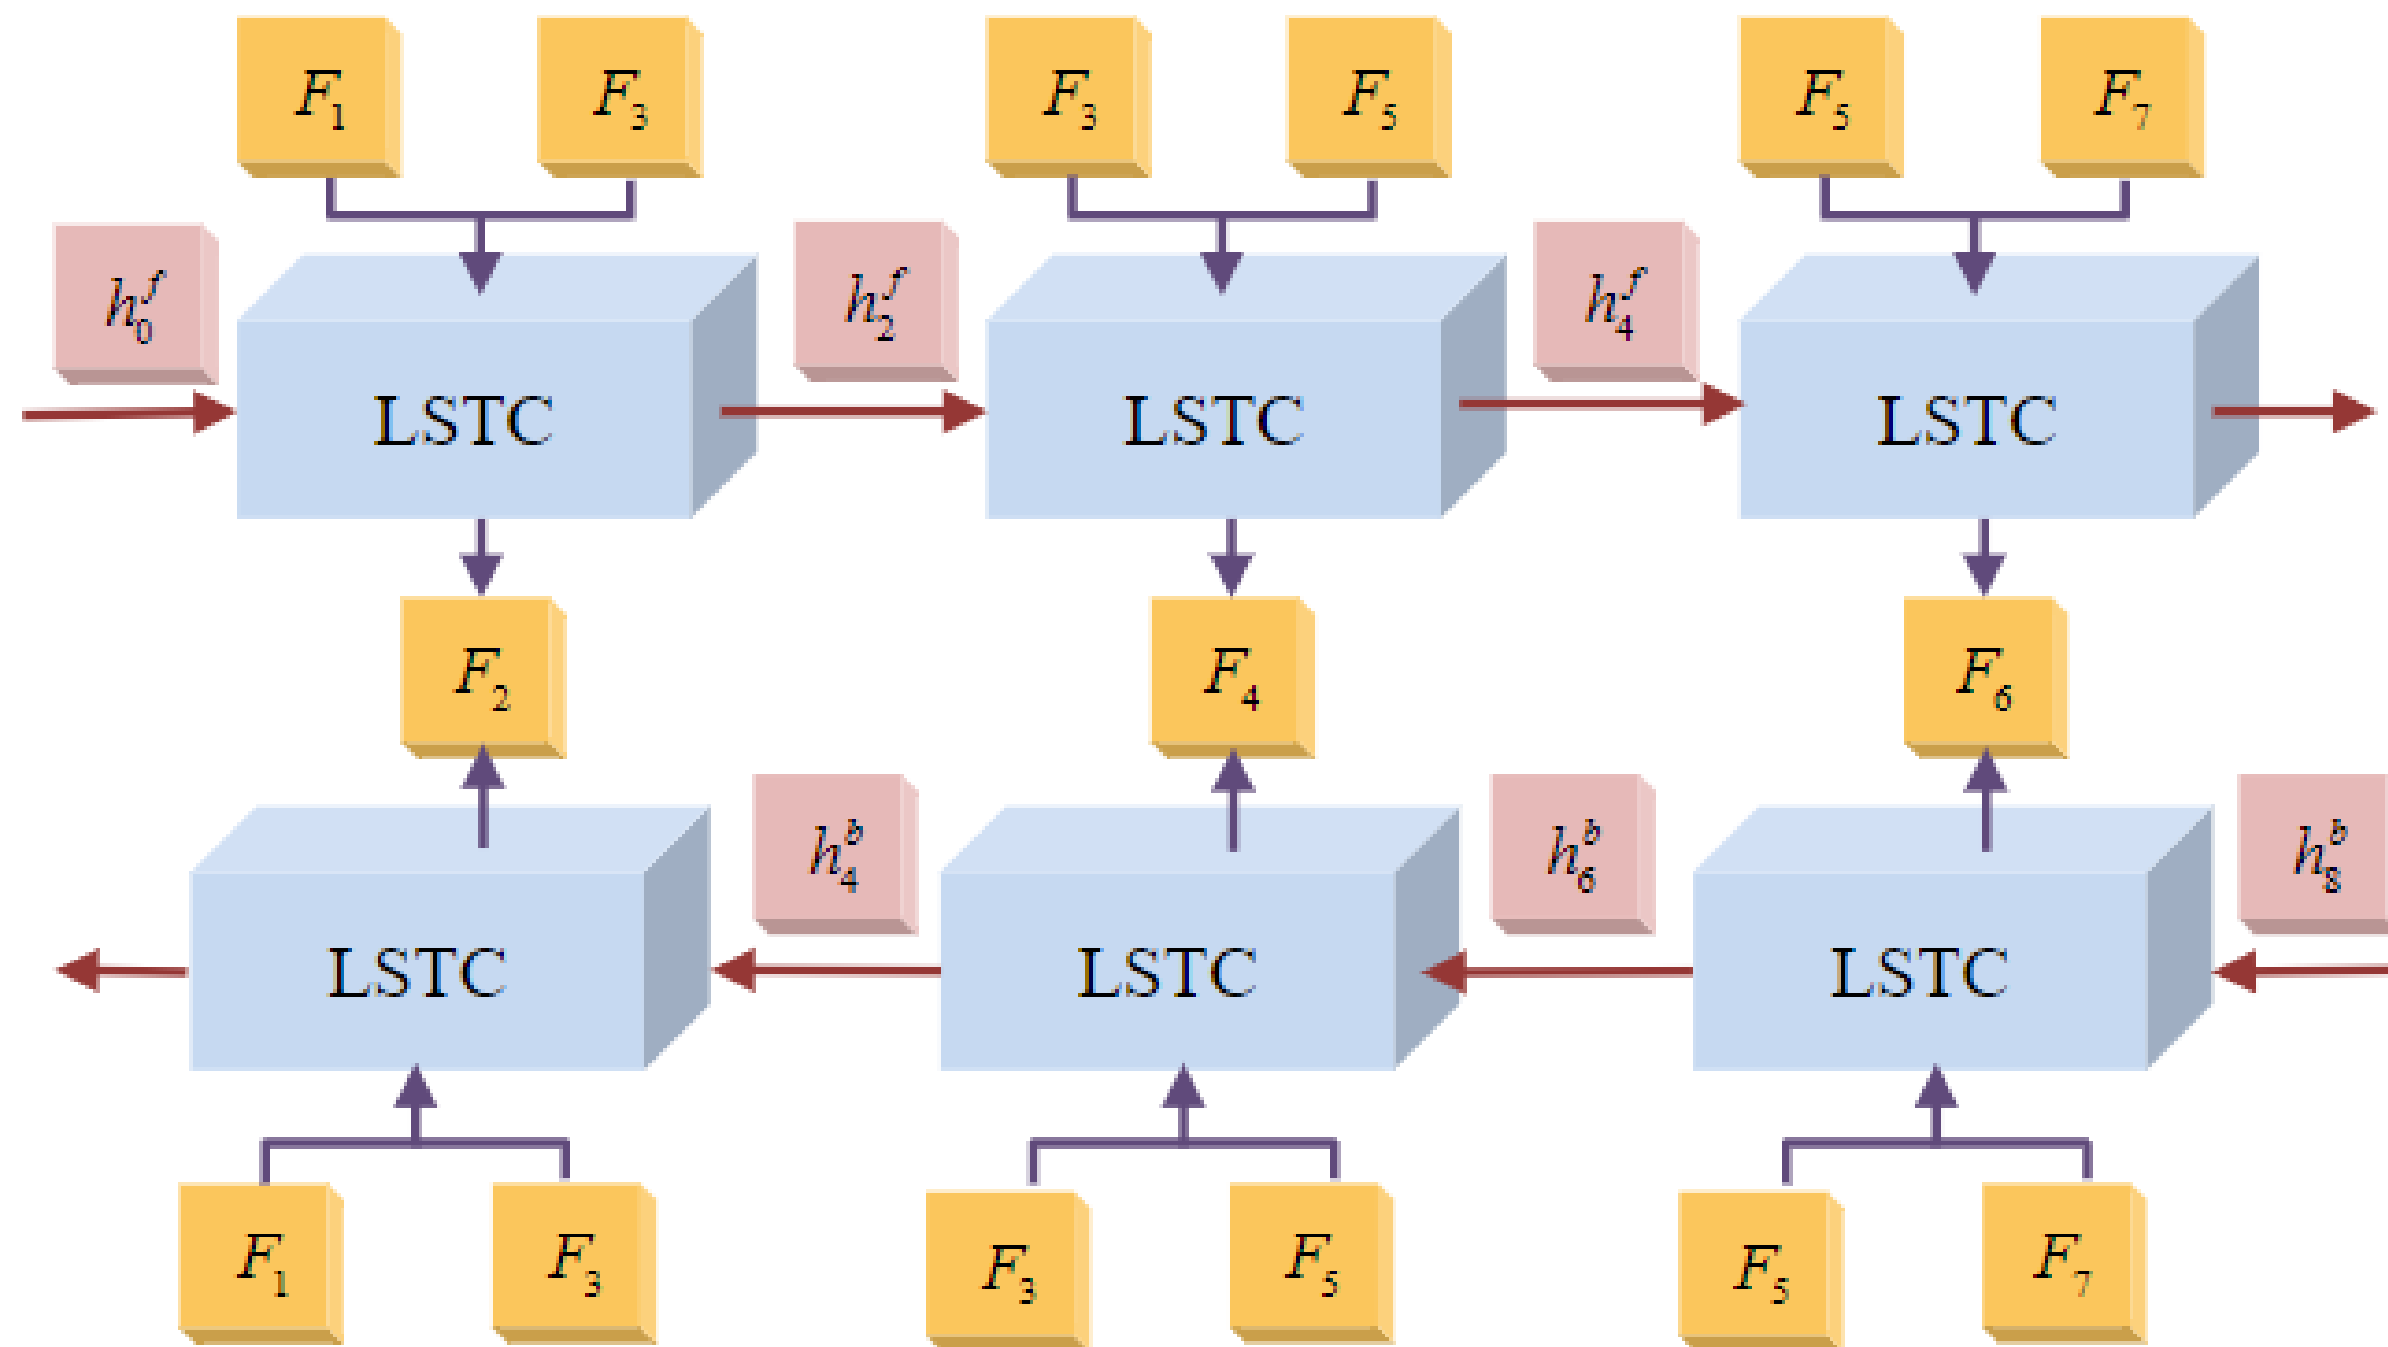 F₁ F₃ F₃ F₅ F₅ F₇
h₀ᶠ h₂ᶠ h₄ᶠ
LSTC LSTC LSTC
F₂ F₄ F₆
h₄ᵇ h₆ᵇ h₈ᵇ
LSTC LSTC LSTC
F₁ F₃ F₃ F₅ F₅ F₇